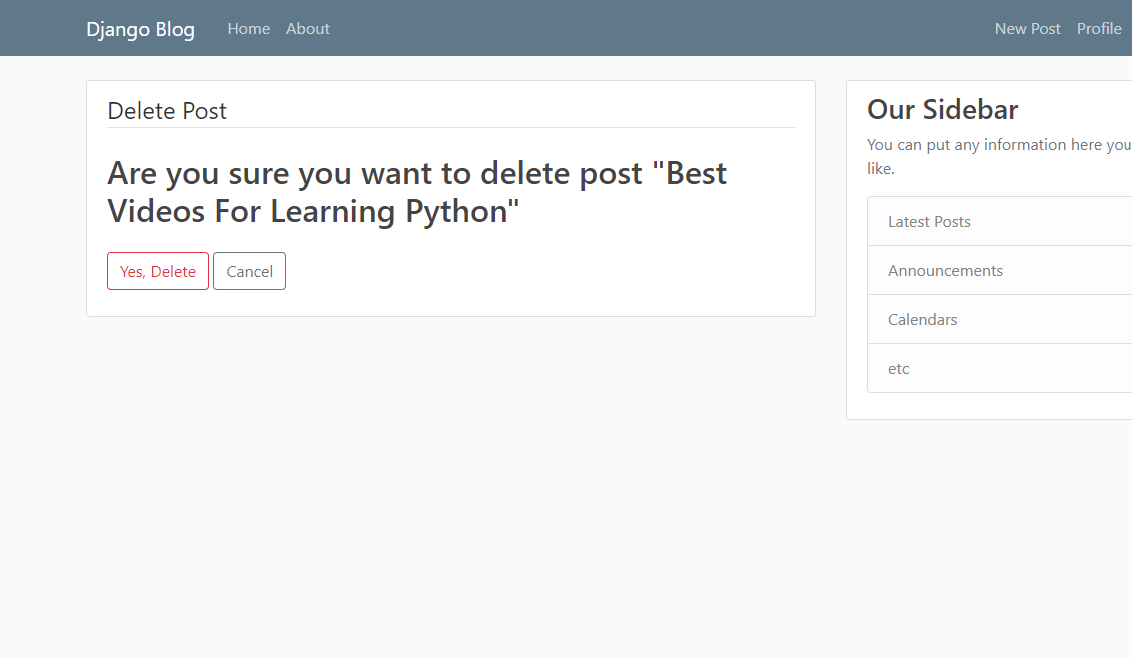 Django Blog Home About New Post Profile
Delete Post
Are you sure you want to delete post "Best
Videos For Learning Python"
Yes, Delete Cancel
Our Sidebar
You can put any information here you
like.
Latest Posts
Announcements
Calendars
etc